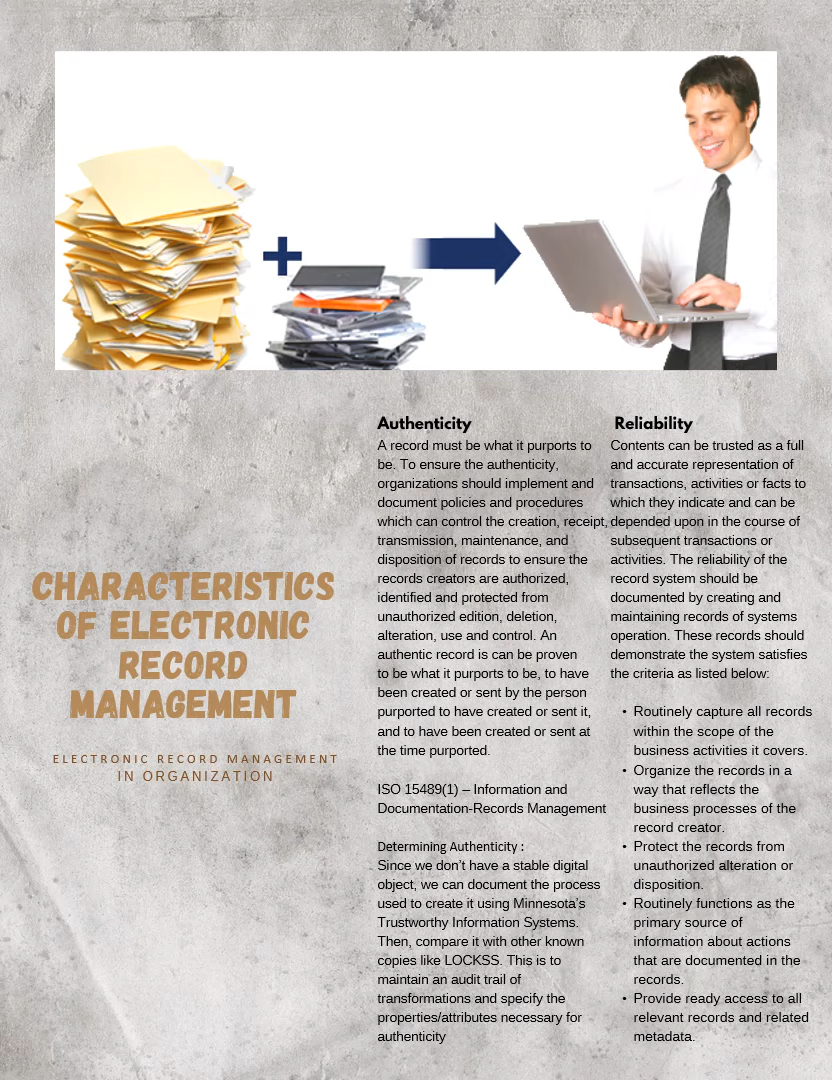 CHARACTERISTICS
OF ELECTRONIC
RECORD
MANAGEMENT
ELECTRONIC RECORD MANAGEMENT
IN ORGANIZATION
Authenticity
A record must be what it purports to
be. To ensure the authenticity,
organizations should implement and
document policies and procedures
which can control the creation, receipt,
transmission, maintenance, and
disposition of records to ensure the
records creators are authorized,
identified and protected from
unauthorized edition, deletion,
alteration, use and control. An
authentic record is can be proven
to be what it purports to be, to have
been created or sent by the person
purported to have created or sent it,
and to have been created or sent at
the time purported.
ISO 15489(1) – Information and
Documentation-Records Management
Determining Authenticity :
Since we don’t have a stable digital
object, we can document the process
used to create it using Minnesota’s
Trustworthy Information Systems.
Then, compare it with other known
copies like LOCKSS. This is to
maintain an audit trail of
transformations and specify the
properties/attributes necessary for
authenticity
Reliability
Contents can be trusted as a full
and accurate representation of
transactions, activities or facts to
which they indicate and can be
depended upon in the course of
subsequent transactions or
activities. The reliability of the
record system should be
documented by creating and
maintaining records of systems
operation. These records should
demonstrate the system satisfies
the criteria as listed below:
• Routinely capture all records
within the scope of the
business activities it covers.
• Organize the records in a
way that reflects the
business processes of the
record creator.
• Protect the records from
unauthorized alteration or
disposition.
• Routinely functions as the
primary source of
information about actions
that are documented in the
records.
• Provide ready access to all
relevant records and related
metadata.